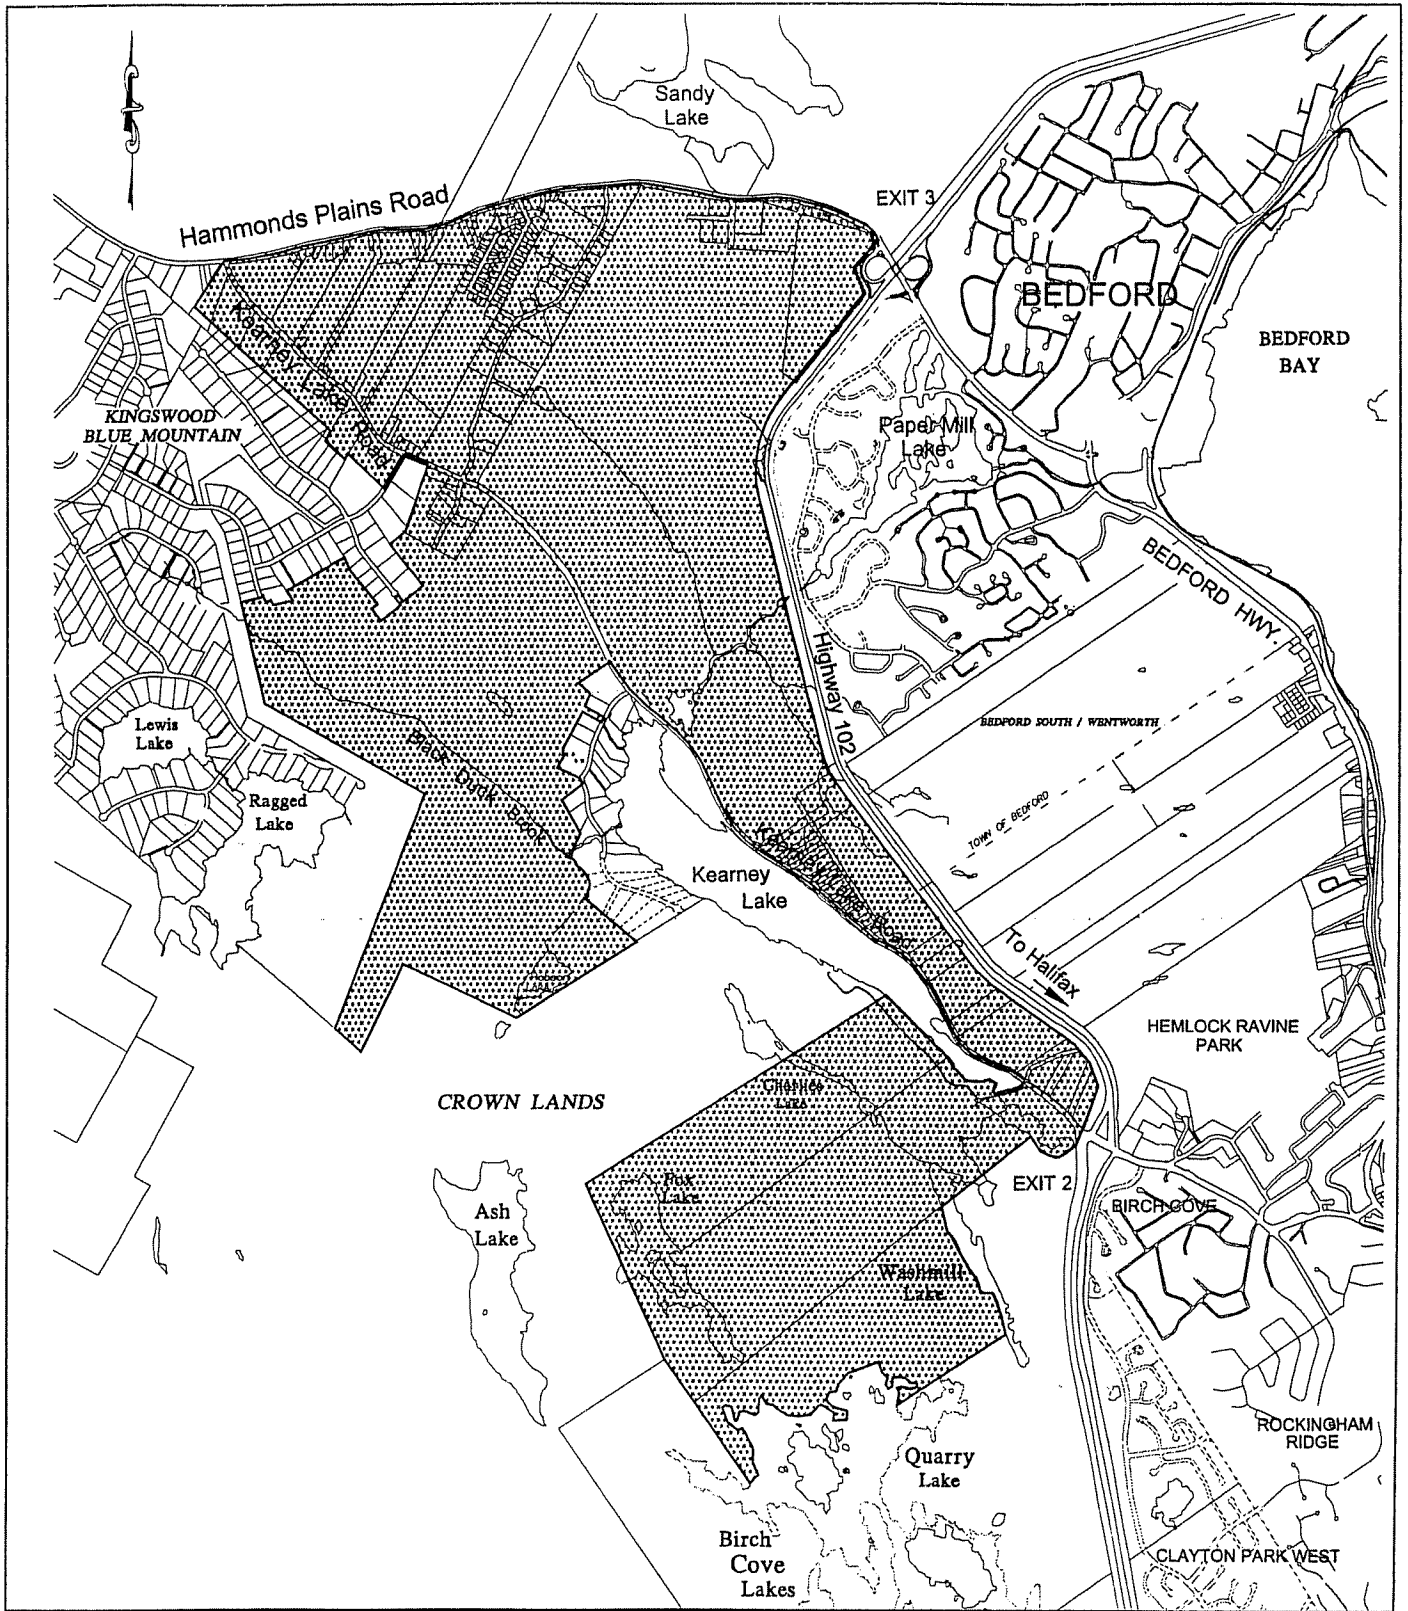 Sandy
Lake
EXIT 3
Hammonds Plains Road
BEDFORD
BEDFORD
BAY
Kearney Lake Road
KINGSWOOD
BLUE MOUNTAIN
Paper Mill
Lake
BEDFORD HWY.
Highway 102
BEDFORD SOUTH / WENTWORTH
Lewis
Lake
Black Duck Brook
Ragged
Lake
TOWN OF BEDFORD
Kearney Lake Road
Kearney
Lake
To Halifax
HEMLOCK RAVINE
PARK
Charlies
Lake
CROWN LANDS
Fox
Lake
EXIT 2
Ash
Lake
BIRCH COVE
Washmill
Lake
ROCKINGHAM
RIDGE
Quarry
Lake
Birch
Cove
Lakes
CLAYTON PARK WEST